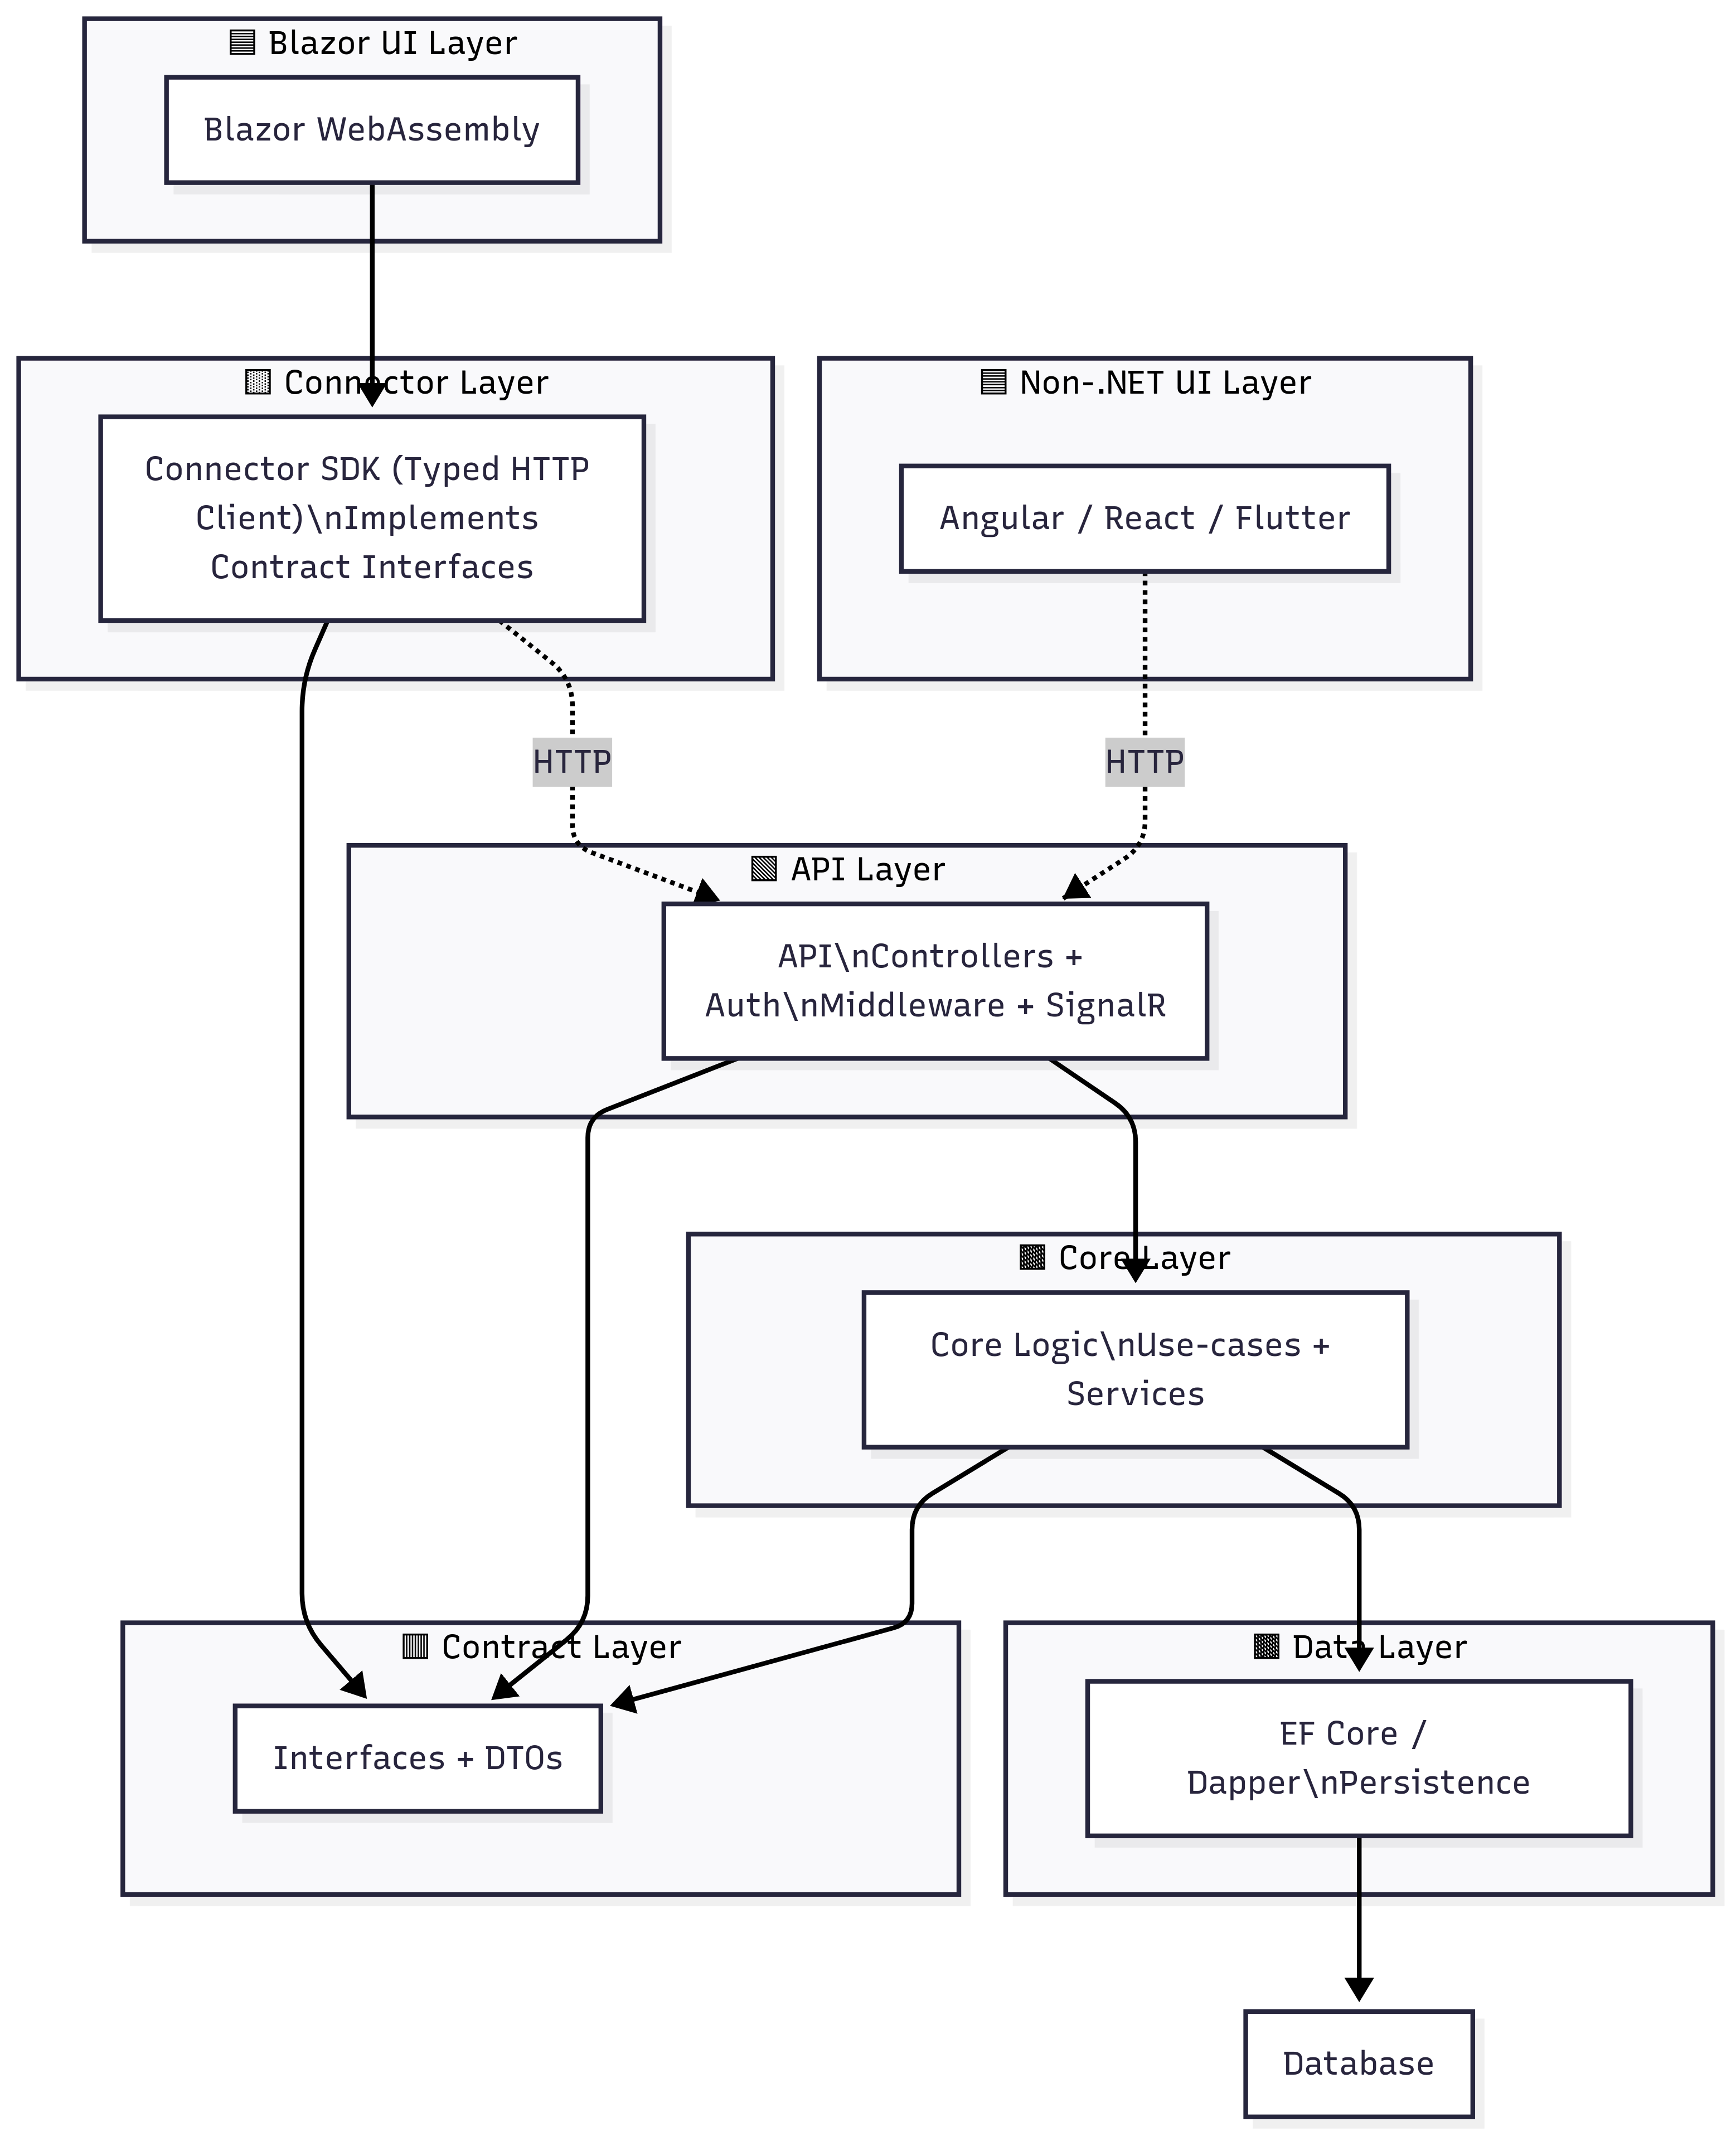 ▤ Blazor UI Layer
Blazor WebAssembly
▨ Connector Layer
Connector SDK (Typed HTTP
Client)\nImplements
Contract Interfaces
▤ Non-.NET UI Layer
Angular / React / Flutter
HTTP
HTTP
▧ API Layer
API\nControllers +
Auth\nMiddleware + SignalR
▩ Core Layer
Core Logic\nUse-cases +
Services
▥ Contract Layer
Interfaces + DTOs
▩ Data Layer
EF Core /
Dapper\nPersistence
Database